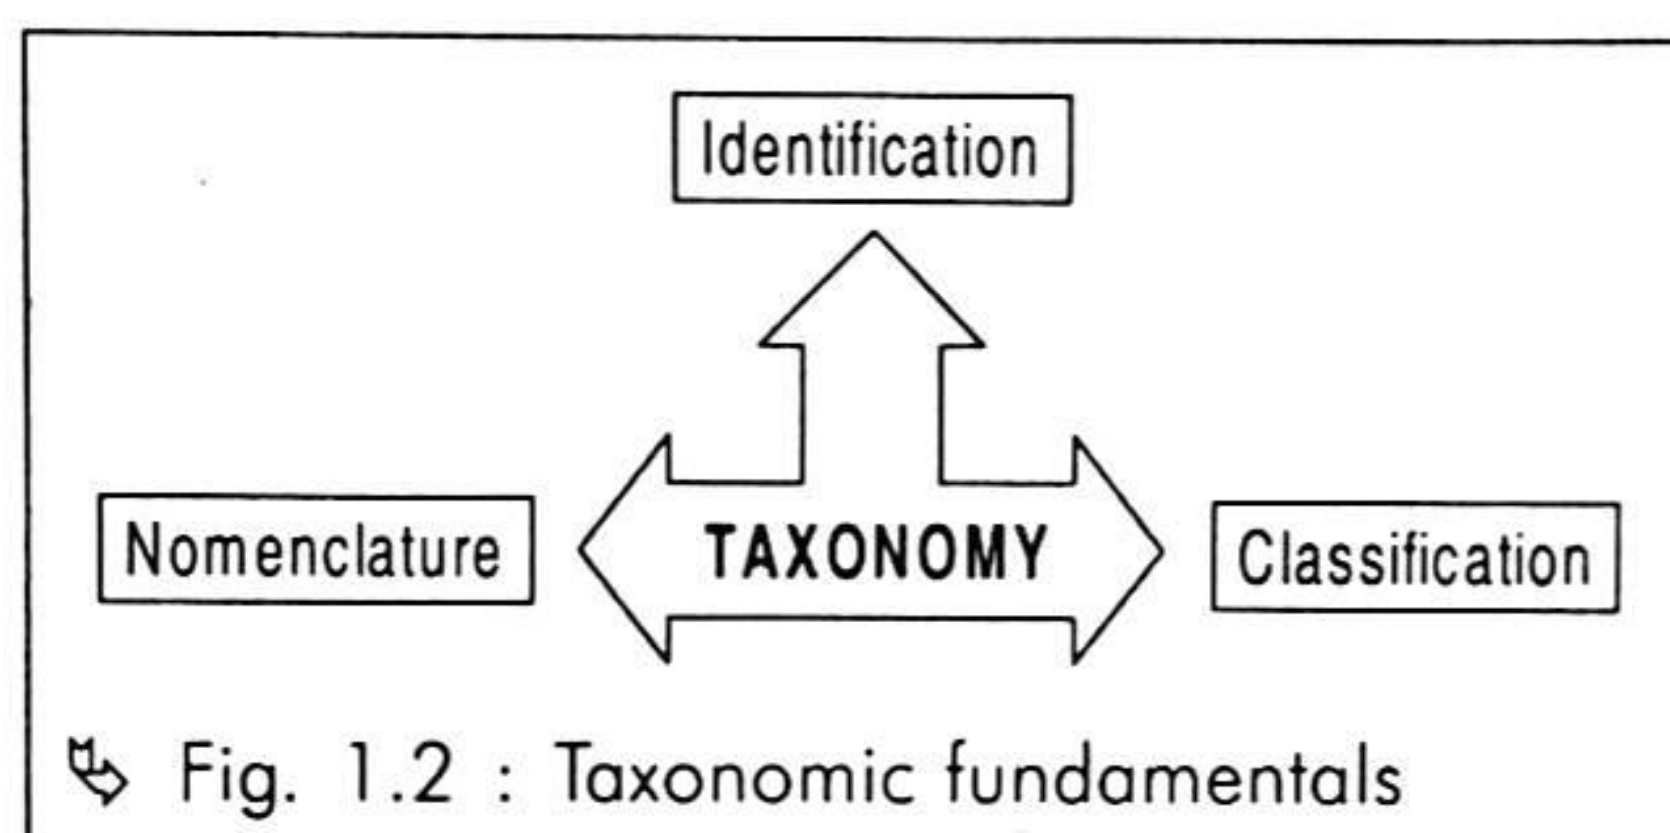 Identification
Nomenclature
TAXONOMY
Classification
Fig. 1.2 : Taxonomic fundamentals